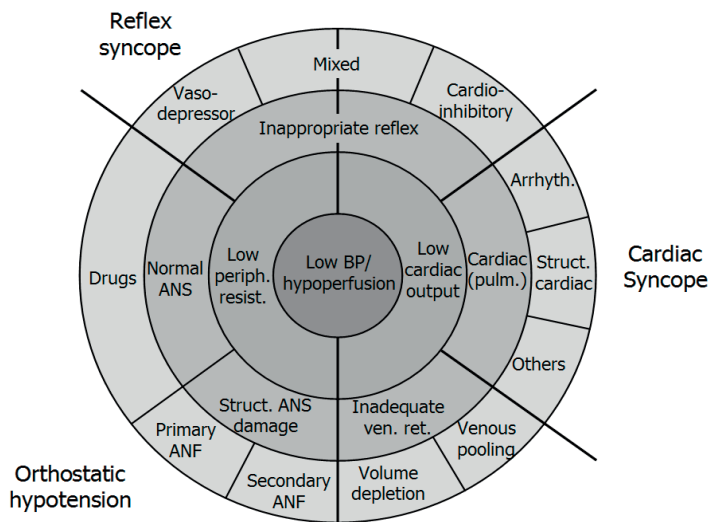 Reflex
syncope
Mixed
Vaso-
depressor
Cardio-
inhibitory
Inappropriate reflex
Arrhyth.
Drugs
Normal
ANS
Low
periph.
resist.
Low BP/
hypoperfusion
Low
cardiac
output
Cardiac
(pulm.)
Struct.
cardiac
Cardiac
Syncope
Others
Struct. ANS
damage
Inadequate
ven. ret.
Primary
ANF
Secondary
ANF
Volume
depletion
Venous
pooling
Orthostatic
hypotension